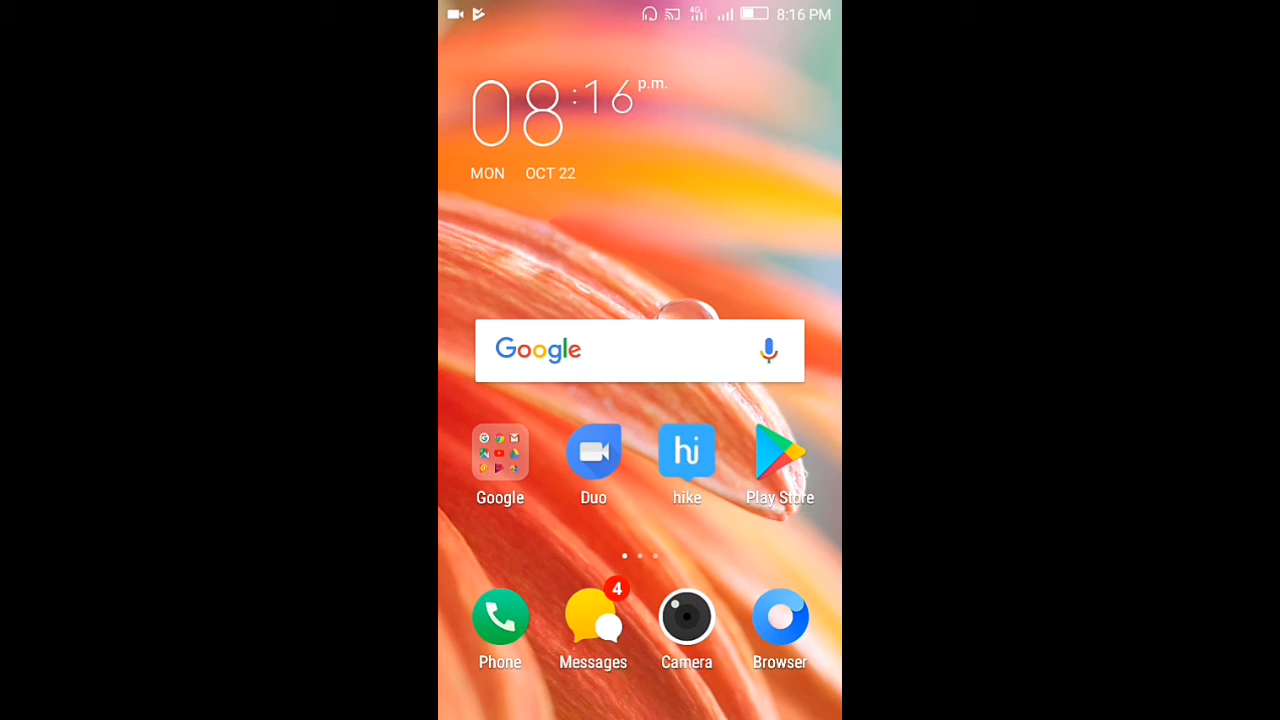 4G 8:16 PM
08:16 p.m.
MON OCT 22
Google
Google Duo hike Play Store
4
Phone Messages Camera Browser